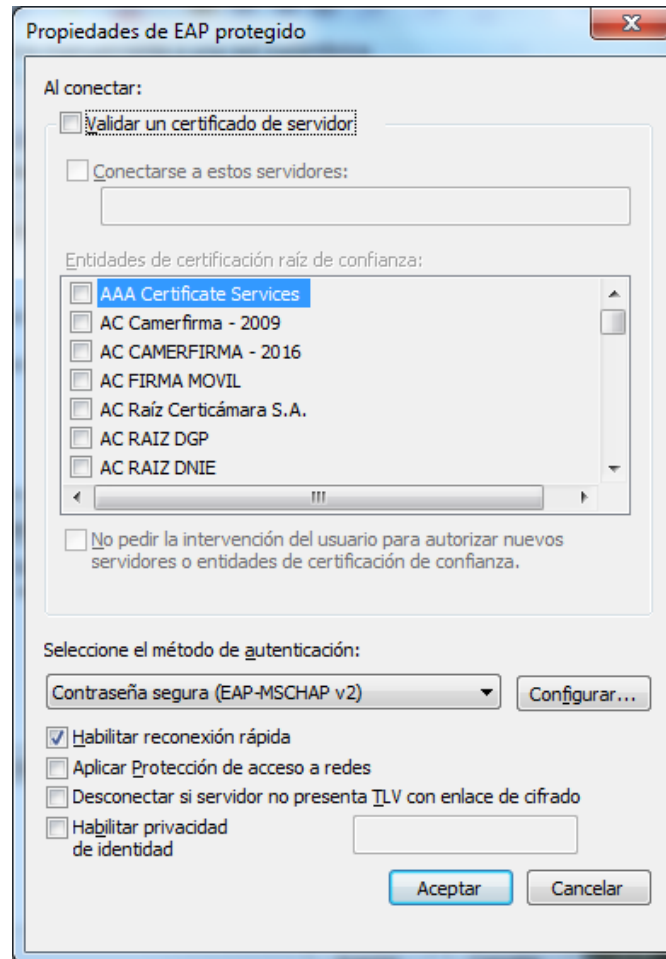 Propiedades de EAP protegido
Al conectar:
Validar un certificado de servidor
Conectarse a estos servidores:
Entidades de certificación raíz de confianza:
AAA Certificate Services
AC Camerfirma - 2009
AC CAMERFIRMA - 2016
AC FIRMA MOVIL
AC Raíz Certicámara S.A.
AC RAIZ DGP
AC RAIZ DNIE
No pedir la intervención del usuario para autorizar nuevos
servidores o entidades de certificación de confianza.
Seleccione el método de autenticación:
Contraseña segura (EAP-MSCHAP v2)
Configurar...
Habilitar reconexión rápida
Aplicar Protección de acceso a redes
Desconectar si servidor no presenta TLV con enlace de cifrado
Habilitar privacidad
de identidad
Aceptar
Cancelar